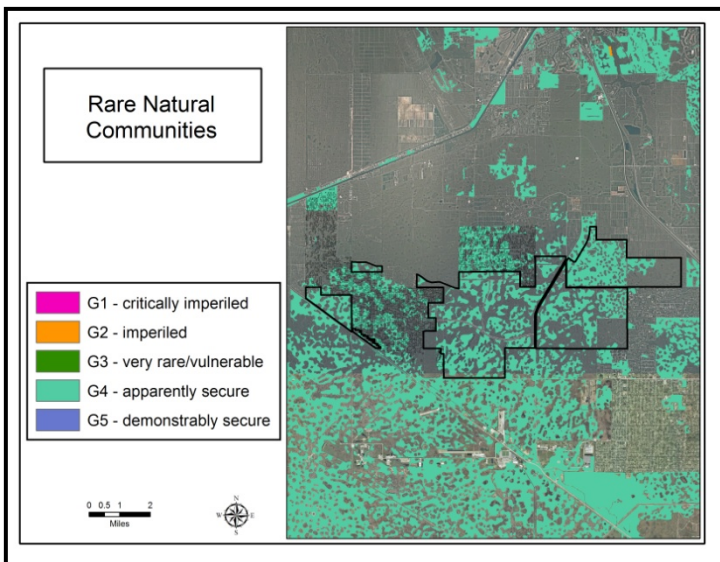 Rare Natural
Communities
G1 - critically imperiled
G2 - imperiled
G3 - very rare/vulnerable
G4 - apparently secure
G5 - demonstrably secure
0 0.5 1 2
Miles
N
W E
S